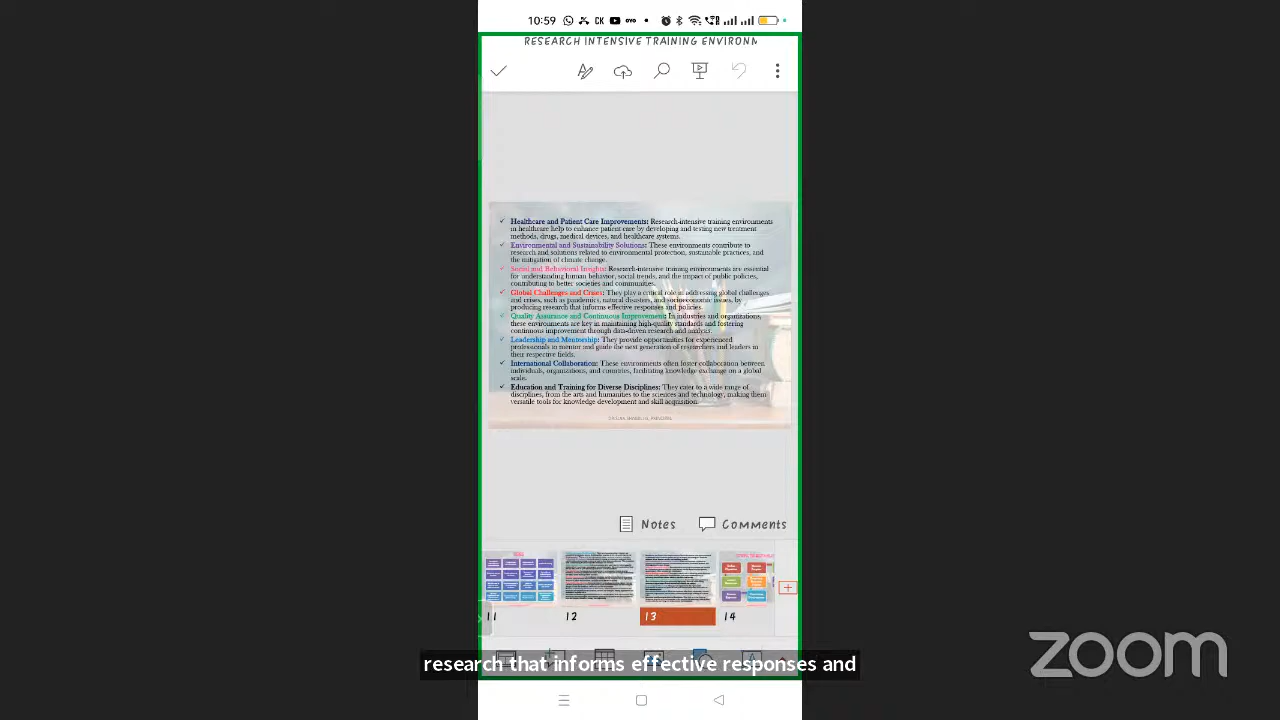 10:59
CK
RESEARCH INTENSIVE TRAINING ENVIRONM
✓ Healthcare and Patient Care Improvements: Research-intensive training environments
in healthcare help to enhance patient care by developing and testing new treatment
methods, drugs, medical devices, and healthcare systems.
✓ Environmental and Sustainability Solutions: These environments contribute to
research and solutions related to environmental protection, sustainable practices, and
the mitigation of climate change.
✓ Social and Behavioral Insights: Research-intensive training environments are essential
for understanding human behavior, social trends, and the impact of public policies,
contributing to better societies and communities.
✓ Global Challenges and Crises: They play a critical role in addressing global challenges
and crises, such as pandemics, natural disasters, and socioeconomic issues, by
producing research that informs effective responses and policies.
✓ Quality Assurance and Continuous Improvement: In industries and organizations,
these environments are key in maintaining high-quality standards and fostering
continuous improvement through data-driven research and analysis.
✓ Leadership and Mentorship: They provide opportunities for experienced
professionals to mentor and guide the next generation of researchers and leaders in
their respective fields.
✓ International Collaboration: These environments often foster collaboration between
individuals, organizations, and countries, facilitating knowledge exchange on a global
scale.
✓ Education and Training for Diverse Disciplines: They cater to a wide range of
disciplines, from the arts and humanities to the sciences and technology, making them
versatile tools for knowledge development and skill acquisition.
Notes
Comments
11
12
13
14
research that informs effective responses and
zoom